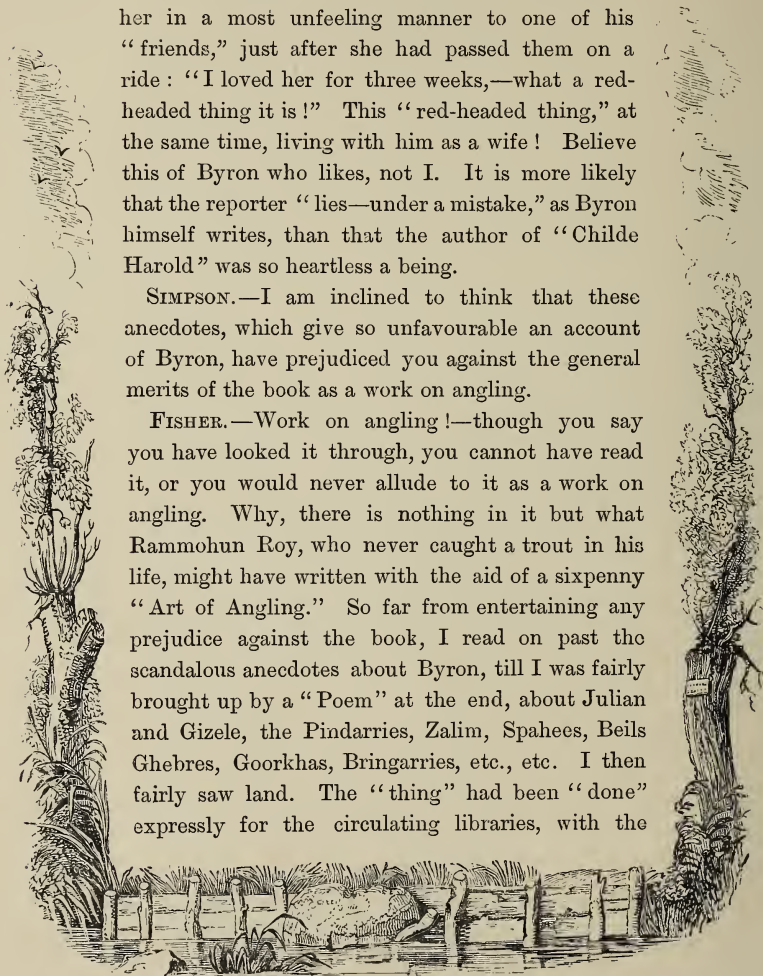 her in a most unfeeling manner to one of his
“friends,” just after she had passed them on a
ride : “I loved her for three weeks,—what a red-
headed thing it is!” This “red-headed thing,” at
the same time, living with him as a wife! Believe
this of Byron who likes, not I. It is more likely
that the reporter “lies—under a mistake,” as Byron
himself writes, than that the author of “Childe
Harold” was so heartless a being.
SIMPSON.—I am inclined to think that these
anecdotes, which give so unfavourable an account
of Byron, have prejudiced you against the general
merits of the book as a work on angling.
FISHER.—Work on angling!—though you say
you have looked it through, you cannot have read
it, or you would never allude to it as a work on
angling. Why, there is nothing in it but what
Rammohun Roy, who never caught a trout in his
life, might have written with the aid of a sixpenny
“Art of Angling.” So far from entertaining any
prejudice against the book, I read on past the
scandalous anecdotes about Byron, till I was fairly
brought up by a “Poem” at the end, about Julian
and Gizele, the Pindarries, Zalim, Spahees, Beils
Ghebres, Goorkhas, Bringarries, etc., etc. I then
fairly saw land. The “thing” had been “done”
expressly for the circulating libraries, with the